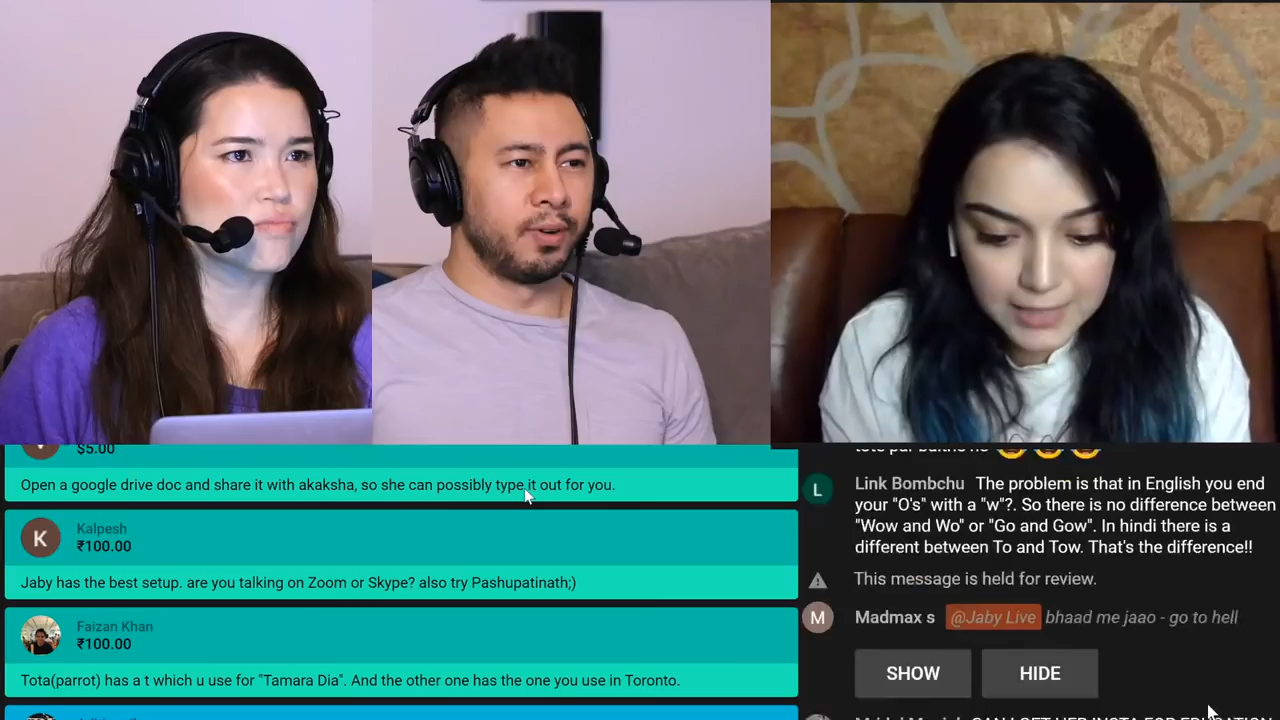 $5.00
Open a google drive doc and share it with akaksha, so she can possibly type it out for you.
K
Kalpesh
₹100.00
Jaby has the best setup. are you talking on Zoom or Skype? also try Pashupatinath;)
Faizan Khan
₹100.00
Tota(parrot) has a t which u use for "Tamara Dia". And the other one has the one you use in Toronto.
L
Link Bombchu The problem is that in English you end
your "O's" with a "w"?. So there is no difference between
"Wow and Wo" or "Go and Gow". In hindi there is a
different between To and Tow. That's the difference!!
This message is held for review.
M
Madmax s @Jaby Live bhaad me jaao - go to hell
SHOW HIDE